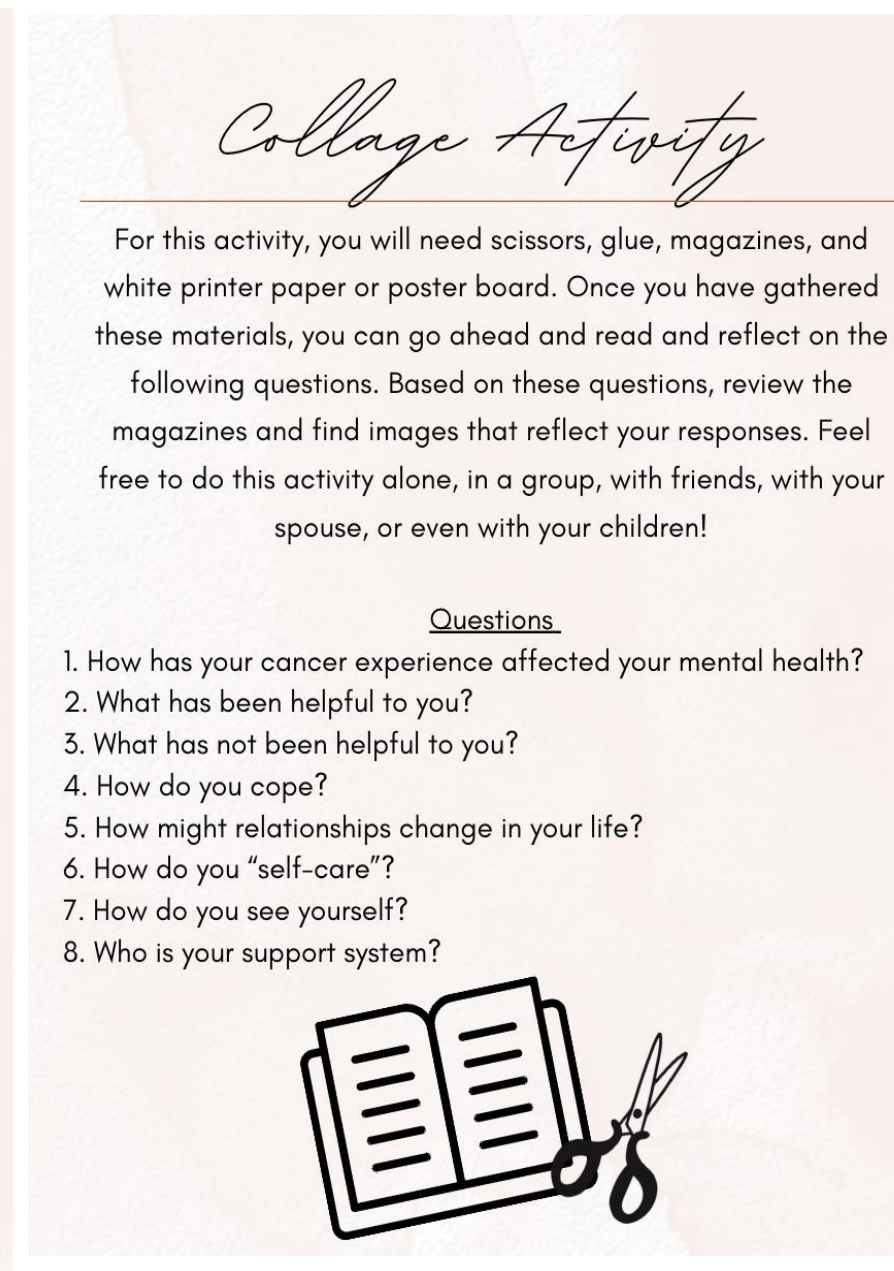 Collage Activity
For this activity, you will need scissors, glue, magazines, and
white printer paper or poster board. Once you have gathered
these materials, you can go ahead and read and reflect on the
following questions. Based on these questions, review the
magazines and find images that reflect your responses. Feel
free to do this activity alone, in a group, with friends, with your
spouse, or even with your children!
Questions
1. How has your cancer experience affected your mental health?
2. What has been helpful to you?
3. What has not been helpful to you?
4. How do you cope?
5. How might relationships change in your life?
6. How do you “self-care”?
7. How do you see yourself?
8. Who is your support system?